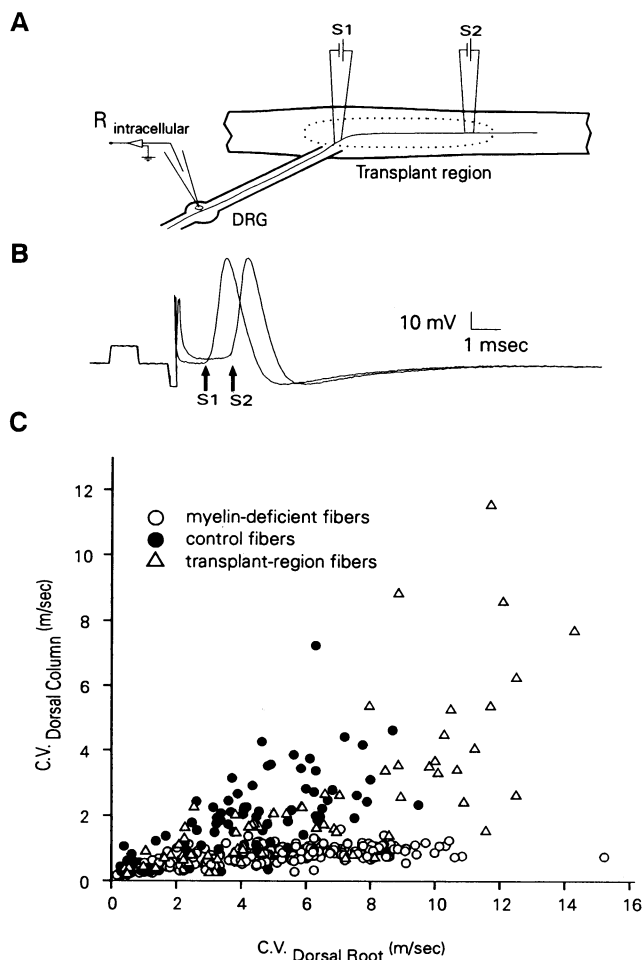 A
S1
S2
R
intracellular
Transplant region
DRG
B
10 mV
1 msec
S1
S2
C
12
10
8
6
4
2
0
myelin-deficient fibers
control fibers
transplant-region fibers
C.V. Dorsal Column (m/sec)
0 2 4 6 8 10 12 14 16
C.V. Dorsal Root (m/sec)